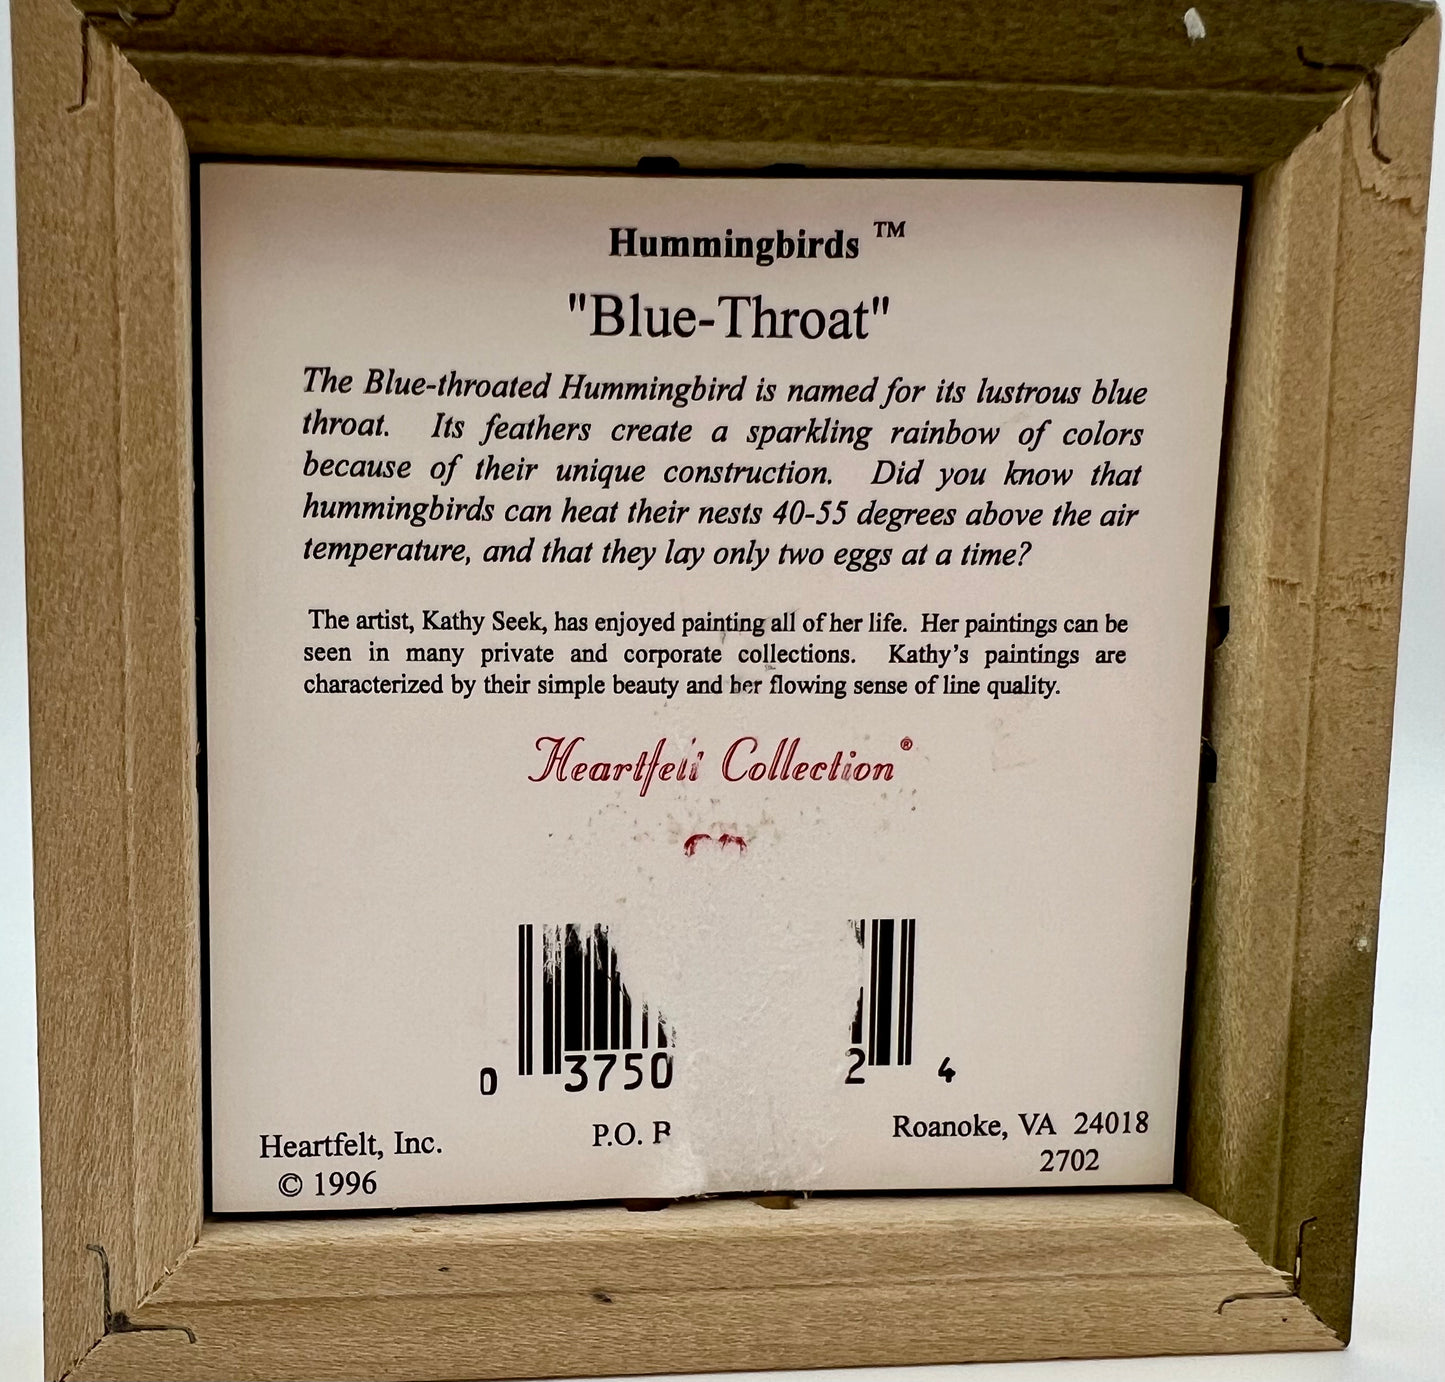 Hummingbirds ™
"Blue-Throat"
The Blue-throated Hummingbird is named for its lustrous blue
throat. Its feathers create a sparkling rainbow of colors
because of their unique construction. Did you know that
hummingbirds can heat their nests 40-55 degrees above the air
temperature, and that they lay only two eggs at a time?
The artist, Kathy Seek, has enjoyed painting all of her life. Her paintings can be
seen in many private and corporate collections. Kathy's paintings are
characterized by their simple beauty and her flowing sense of line quality.
Heartfelt Collection®
0 3750 2 4
Heartfelt, Inc. P.O. Roanoke, VA 24018
© 1996 2702